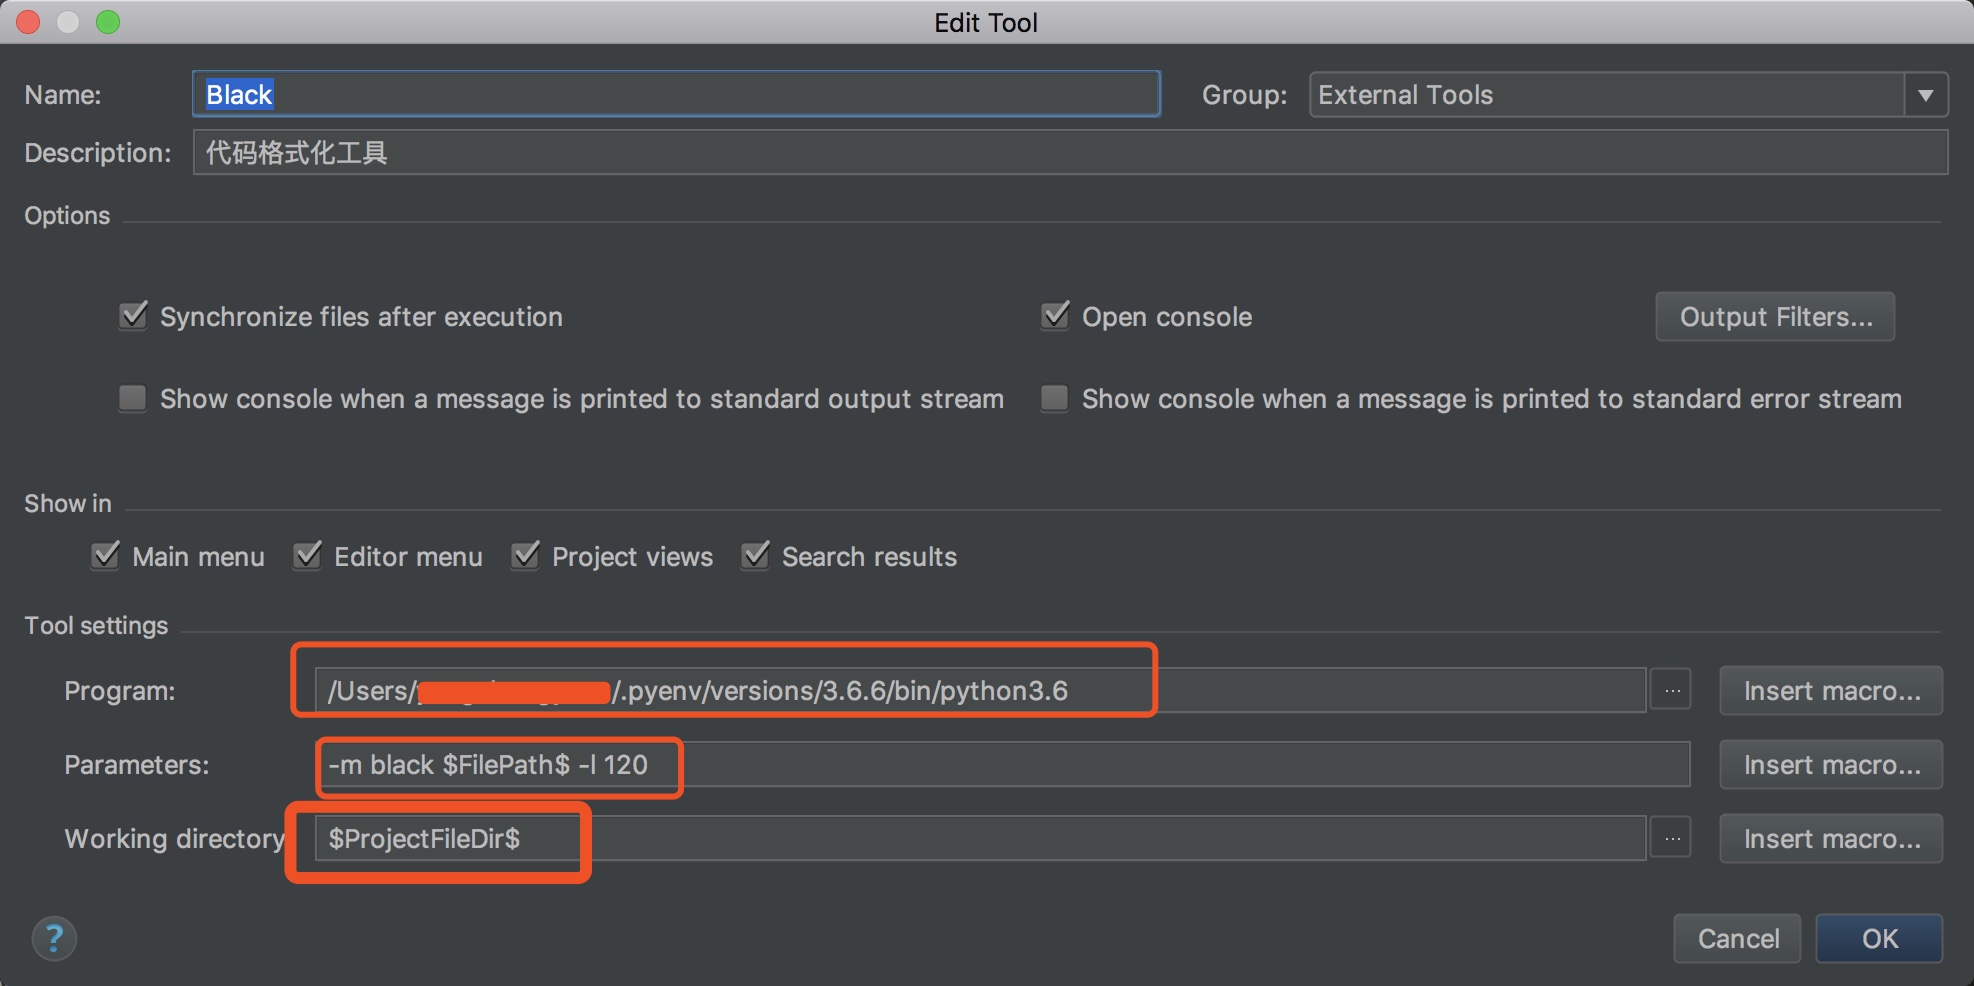 Edit Tool
Name: Black Group: External Tools
Description: 代码格式化工具
Options
Synchronize files after execution Open console Output Filters...
Show console when a message is printed to standard output stream Show console when a message is printed to standard error stream
Show in
Main menu Editor menu Project views Search results
Tool settings
Program: /Users/ /.pyenv/versions/3.6.6/bin/python3.6 ... Insert macro...
Parameters: -m black $FilePath$ -l 120 Insert macro...
Working directory $ProjectFileDir$ ... Insert macro...
? Cancel OK